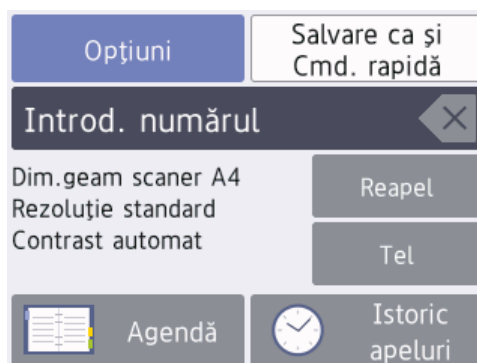 Opţiuni
Salvare ca şi
Cmd. rapidă
Introd. numărul
Dim.geam scaner A4
Rezoluţie standard
Contrast automat
Reapel
Tel
Agendă
Istoric
apeluri